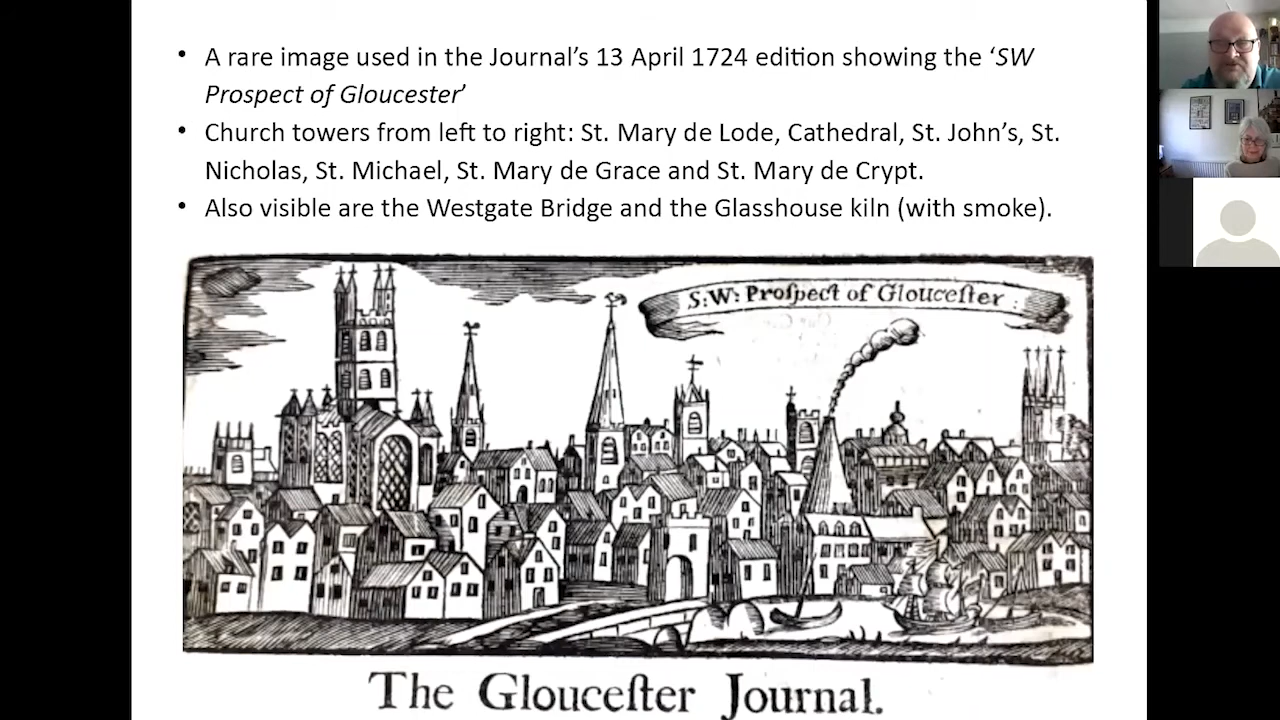 • A rare image used in the Journal’s 13 April 1724 edition showing the ‘SW
Prospect of Gloucester’
• Church towers from left to right: St. Mary de Lode, Cathedral, St. John’s, St.
Nicholas, St. Michael, St. Mary de Grace and St. Mary de Crypt.
• Also visible are the Westgate Bridge and the Glasshouse kiln (with smoke).
S:W: Proſpect of Glouceſter :
The Glouceſter Journal.